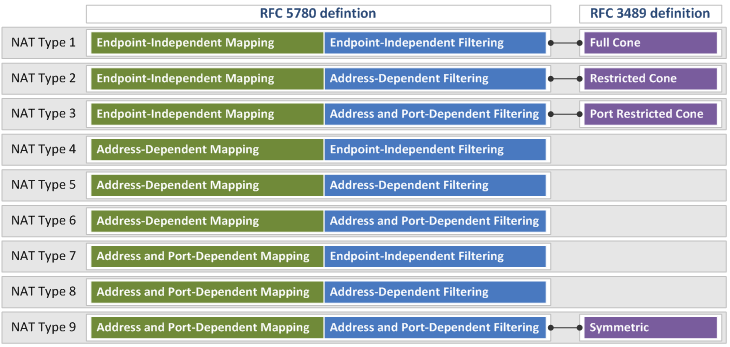 RFC 5780 defintion RFC 3489 definition
NAT Type 1 Endpoint-Independent Mapping Endpoint-Independent Filtering Full Cone
NAT Type 2 Endpoint-Independent Mapping Address-Dependent Filtering Restricted Cone
NAT Type 3 Endpoint-Independent Mapping Address and Port-Dependent Filtering Port Restricted Cone
NAT Type 4 Address-Dependent Mapping Endpoint-Independent Filtering
NAT Type 5 Address-Dependent Mapping Address-Dependent Filtering
NAT Type 6 Address-Dependent Mapping Address and Port-Dependent Filtering
NAT Type 7 Address and Port-Dependent Mapping Endpoint-Independent Filtering
NAT Type 8 Address and Port-Dependent Mapping Address-Dependent Filtering
NAT Type 9 Address and Port-Dependent Mapping Address and Port-Dependent Filtering Symmetric